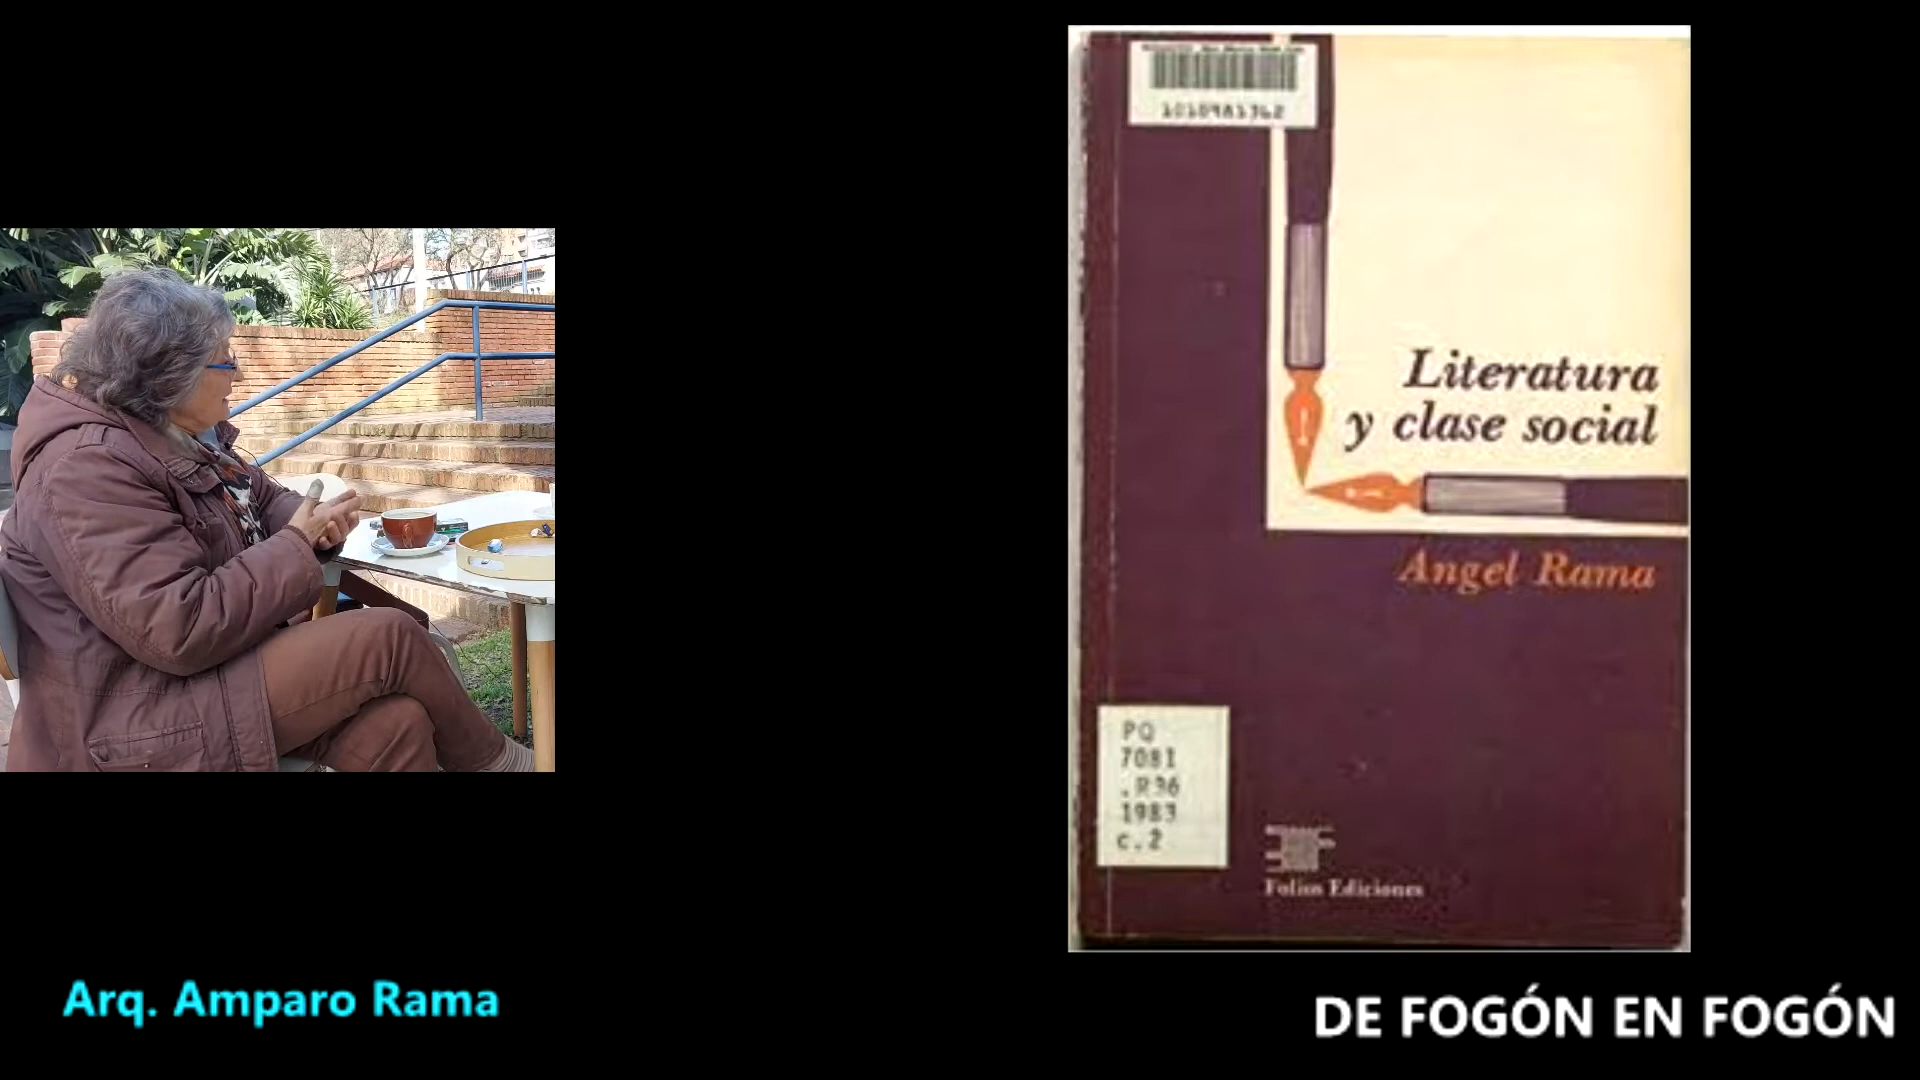 1010981362
Literatura
y clase social
Angel Rama
PQ
7081
.R36
1983
c.2
Folios Ediciones
Arq. Amparo Rama
DE FOGÓN EN FOGÓN